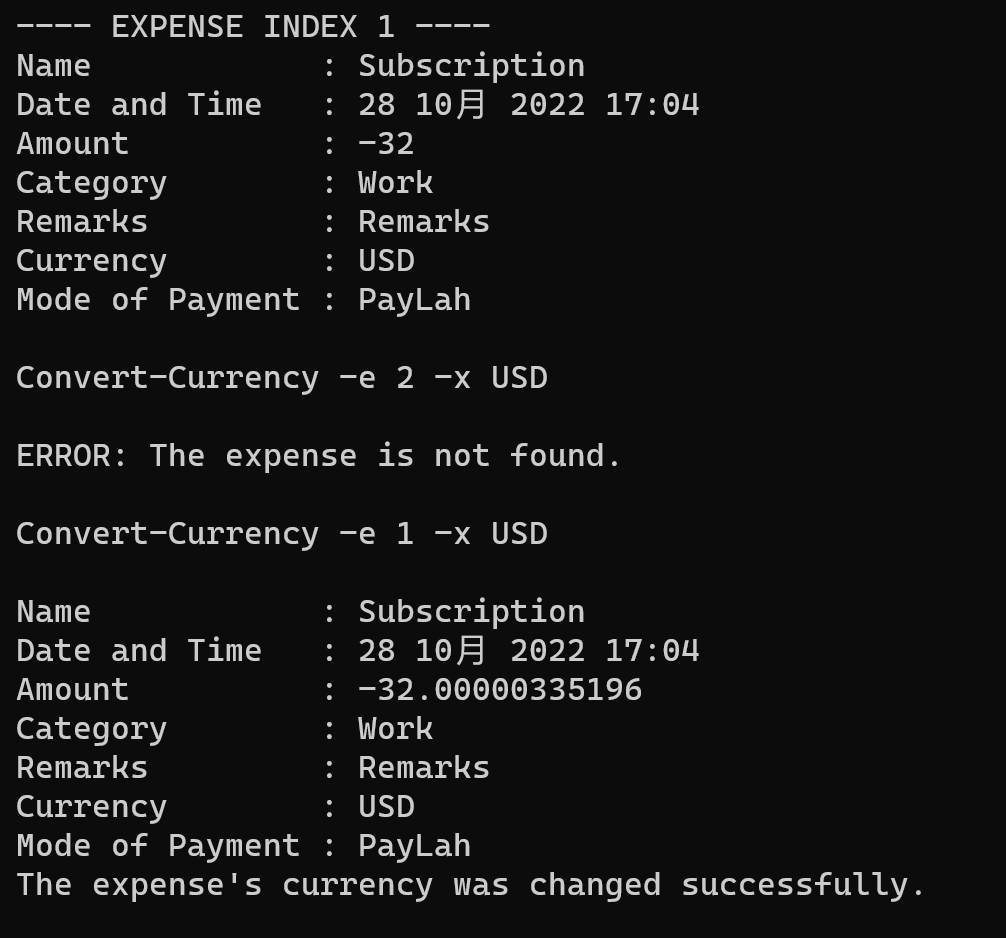 ---- EXPENSE INDEX 1 ----
Name            : Subscription
Date and Time   : 28 10月 2022 17:04
Amount          : -32
Category        : Work
Remarks         : Remarks
Currency        : USD
Mode of Payment : PayLah
Convert-Currency -e 2 -x USD
ERROR: The expense is not found.
Convert-Currency -e 1 -x USD
Name            : Subscription
Date and Time   : 28 10月 2022 17:04
Amount          : -32.00000335196
Category        : Work
Remarks         : Remarks
Currency        : USD
Mode of Payment : PayLah
The expense's currency was changed successfully.